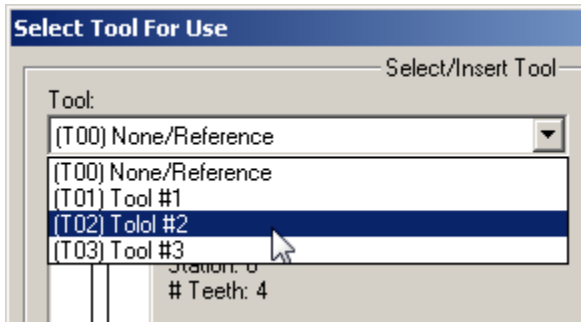 Select Tool For Use
Select/Insert Tool
Tool:
(T00) None/Reference
(T00) None/Reference
(T01) Tool #1
(T02) Tolol #2
(T03) Tool #3
Station: 0
# Teeth: 4